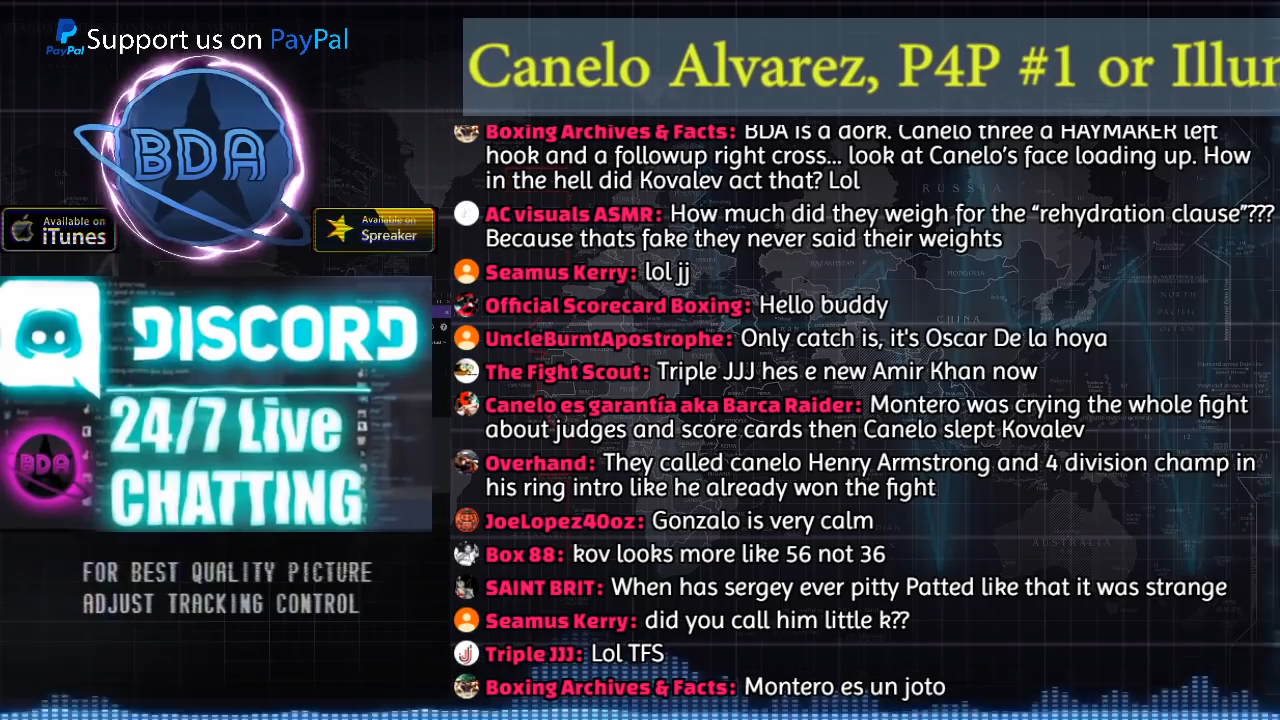 Support us on PayPal
PayPal
BDA
Available on
iTunes
Available on
Spreaker
DISCORD
24/7 Live
CHATTING
BDA
FOR BEST QUALITY PICTURE
ADJUST TRACKING CONTROL
Canelo Alvarez, P4P #1 or Illu
Boxing Archives & Facts: BDA is a dork. Canelo three a HAYMAKER left
hook and a followup right cross... look at Canelo's face loading up. How
in the hell did Kovalev act that? Lol
AC visuals ASMR: How much did they weigh for the “rehydration clause”???
Because thats fake they never said their weights
Seamus Kerry: lol jj
Official Scorecard Boxing: Hello buddy
UncleBurntApostrophe: Only catch is, it's Oscar De la hoya
The Fight Scout: Triple JJJ hes e new Amir Khan now
Canelo es garantía aka Barca Raider: Montero was crying the whole fight
about judges and score cards then Canelo slept Kovalev
Overhand: They called canelo Henry Armstrong and 4 division champ in
his ring intro like he already won the fight
JoeLopez40oz: Gonzalo is very calm
Box 88: kov looks more like 56 not 36
SAINT BRIT: When has sergey ever pitty Patted like that it was strange
Seamus Kerry: did you call him little k??
Triple JJJ: Lol TFS
Boxing Archives & Facts: Montero es un joto
RUSSIA
KAZAKHSTAN
MONGOLIA
CHINA
AUSTRALIA